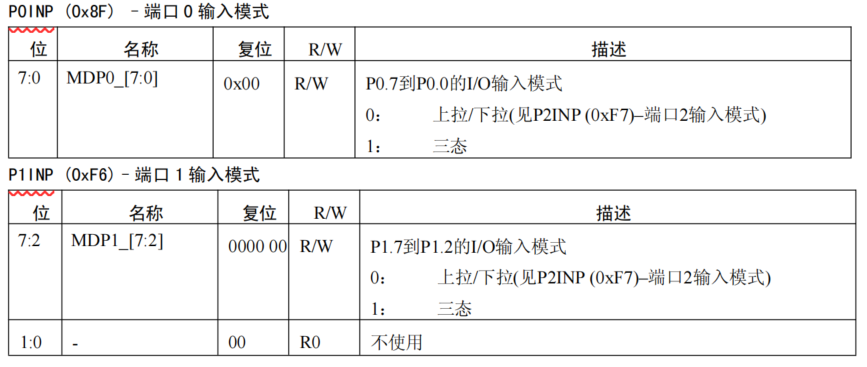 P0INP (0x8F) – 端口 0 输入模式
位 名称 复位 R/W 描述
7:0 MDP0_[7:0] 0x00 R/W P0.7到P0.0的I/O输入模式
0： 上拉/下拉(见P2INP (0xF7)–端口2输入模式)
1： 三态
P1INP (0xF6) – 端口 1 输入模式
位 名称 复位 R/W 描述
7:2 MDP1_[7:2] 0000 00 R/W P1.7到P1.2的I/O输入模式
0： 上拉/下拉(见P2INP (0xF7)–端口2输入模式)
1： 三态
1:0 - 00 R0 不使用